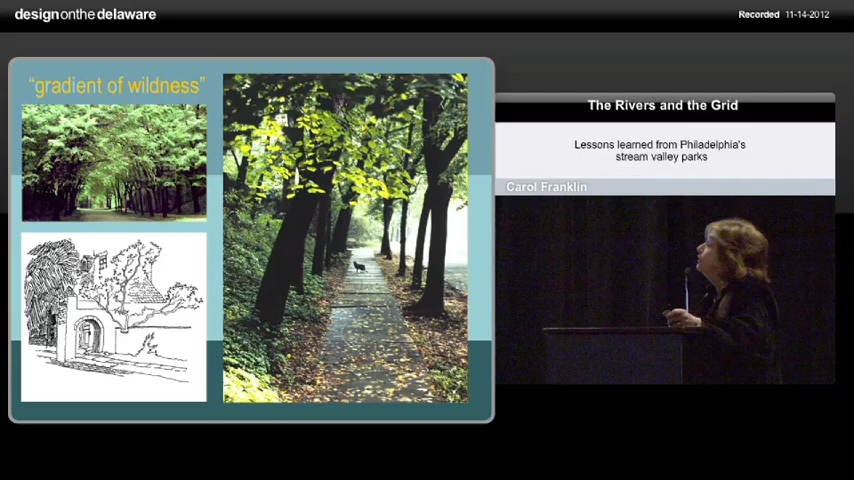 designonthedelaware
Recorded 11-14-2012
"gradient of wildness"
The Rivers and the Grid
Lessons learned from Philadelphia's
stream valley parks
Carol Franklin